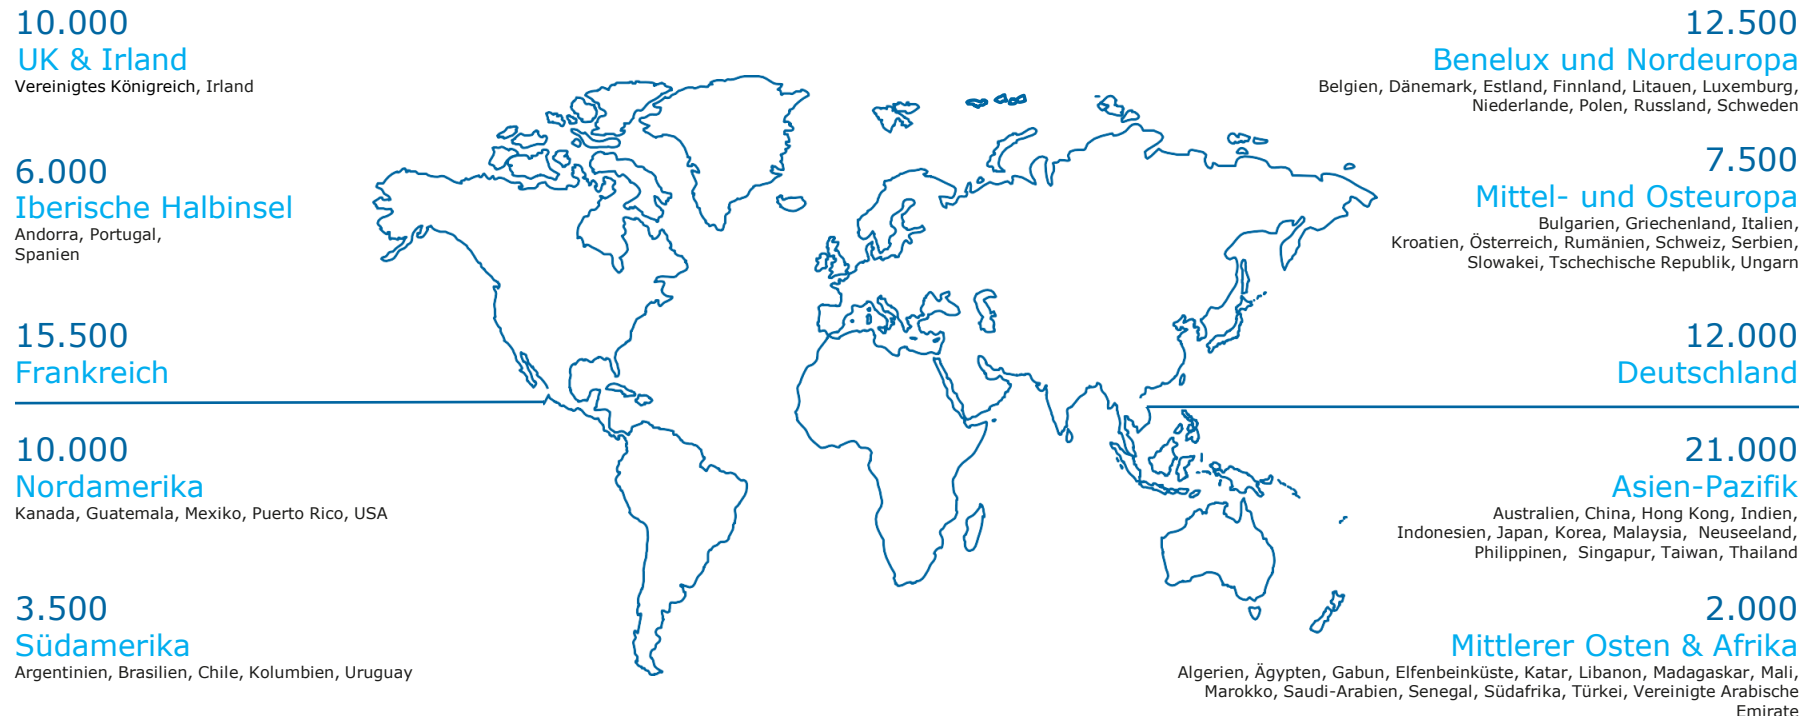 10.000
UK & Irland
Vereinigtes Königreich, Irland
6.000
Iberische Halbinsel
Andorra, Portugal,
Spanien
15.500
Frankreich
10.000
Nordamerika
Kanada, Guatemala, Mexiko, Puerto Rico, USA
3.500
Südamerika
Argentinien, Brasilien, Chile, Kolumbien, Uruguay
12.500
Benelux und Nordeuropa
Belgien, Dänemark, Estland, Finnland, Litauen, Luxemburg,
Niederlande, Polen, Russland, Schweden
7.500
Mittel- und Osteuropa
Bulgarien, Griechenland, Italien,
Kroatien, Österreich, Rumänien, Schweiz, Serbien,
Slowakei, Tschechische Republik, Ungarn
12.000
Deutschland
21.000
Asien-Pazifik
Australien, China, Hong Kong, Indien,
Indonesien, Japan, Korea, Malaysia, Neuseeland,
Philippinen, Singapur, Taiwan, Thailand
2.000
Mittlerer Osten & Afrika
Algerien, Ägypten, Gabun, Elfenbeinküste, Katar, Libanon, Madagaskar, Mali,
Marokko, Saudi-Arabien, Senegal, Südafrika, Türkei, Vereinigte Arabische
Emirate